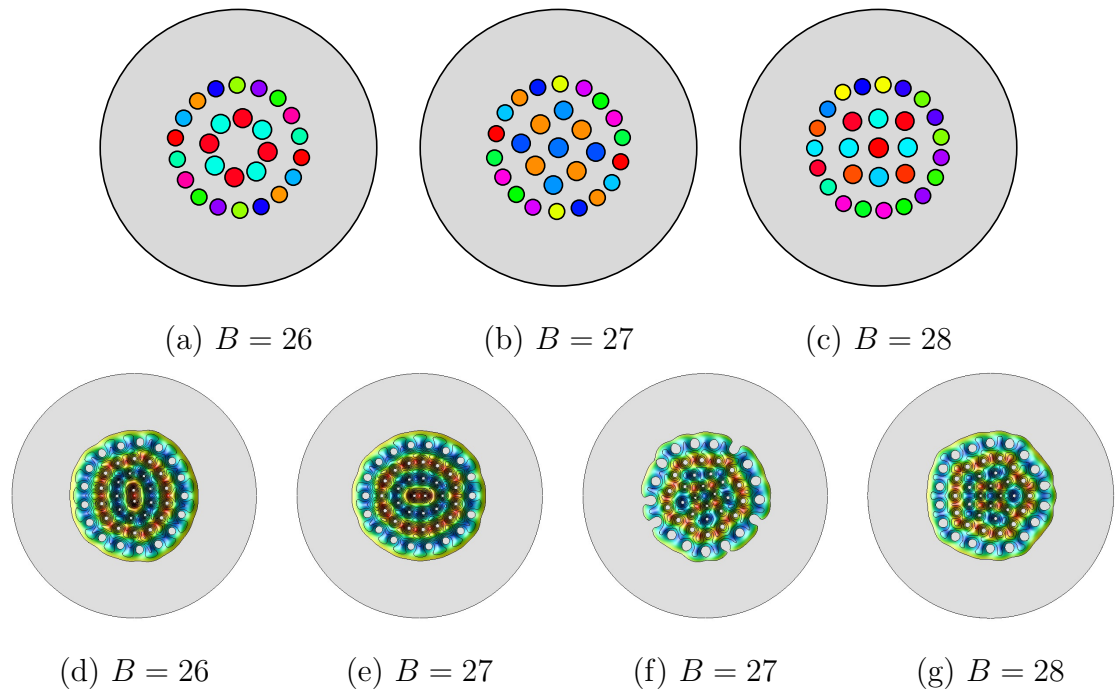 (a) B = 26
(b) B = 27
(c) B = 28
(d) B = 26
(e) B = 27
(f) B = 27
(g) B = 28